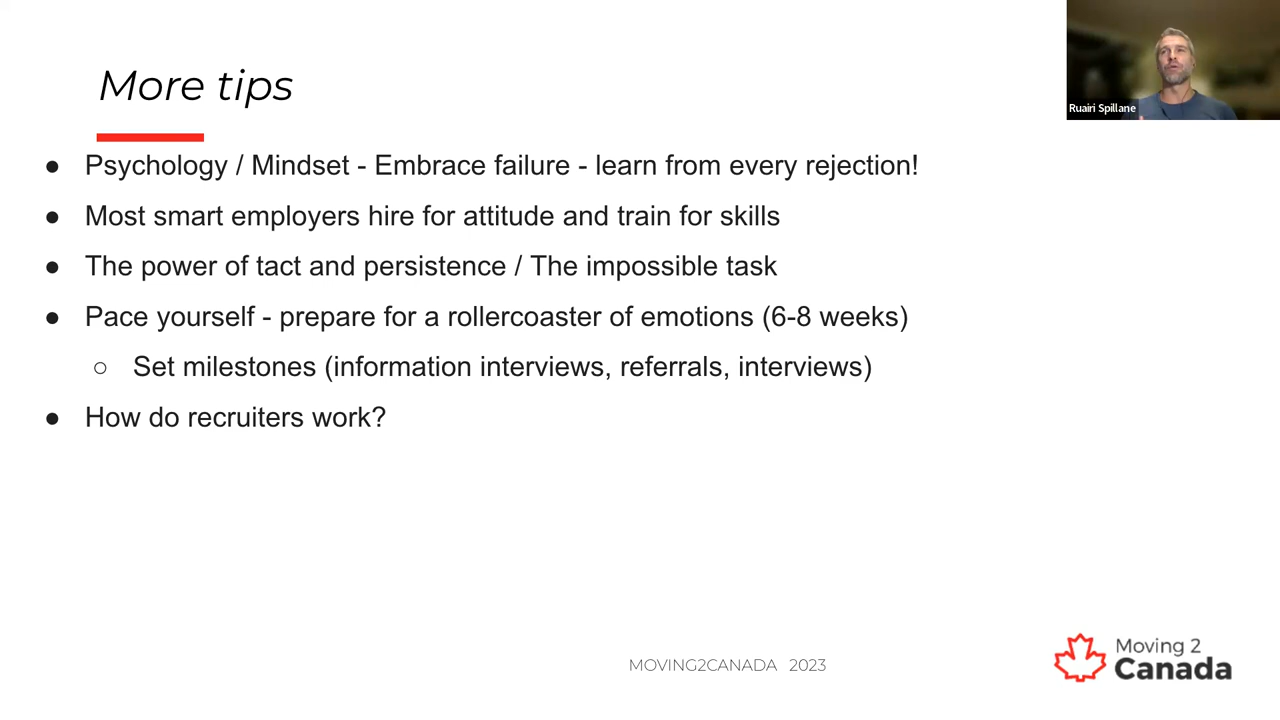 More tips
Ruairi Spillane
● Psychology / Mindset - Embrace failure - learn from every rejection!
● Most smart employers hire for attitude and train for skills
● The power of tact and persistence / The impossible task
● Pace yourself - prepare for a rollercoaster of emotions (6-8 weeks)
○ Set milestones (information interviews, referrals, interviews)
● How do recruiters work?
MOVING2CANADA 2023
Moving 2
Canada